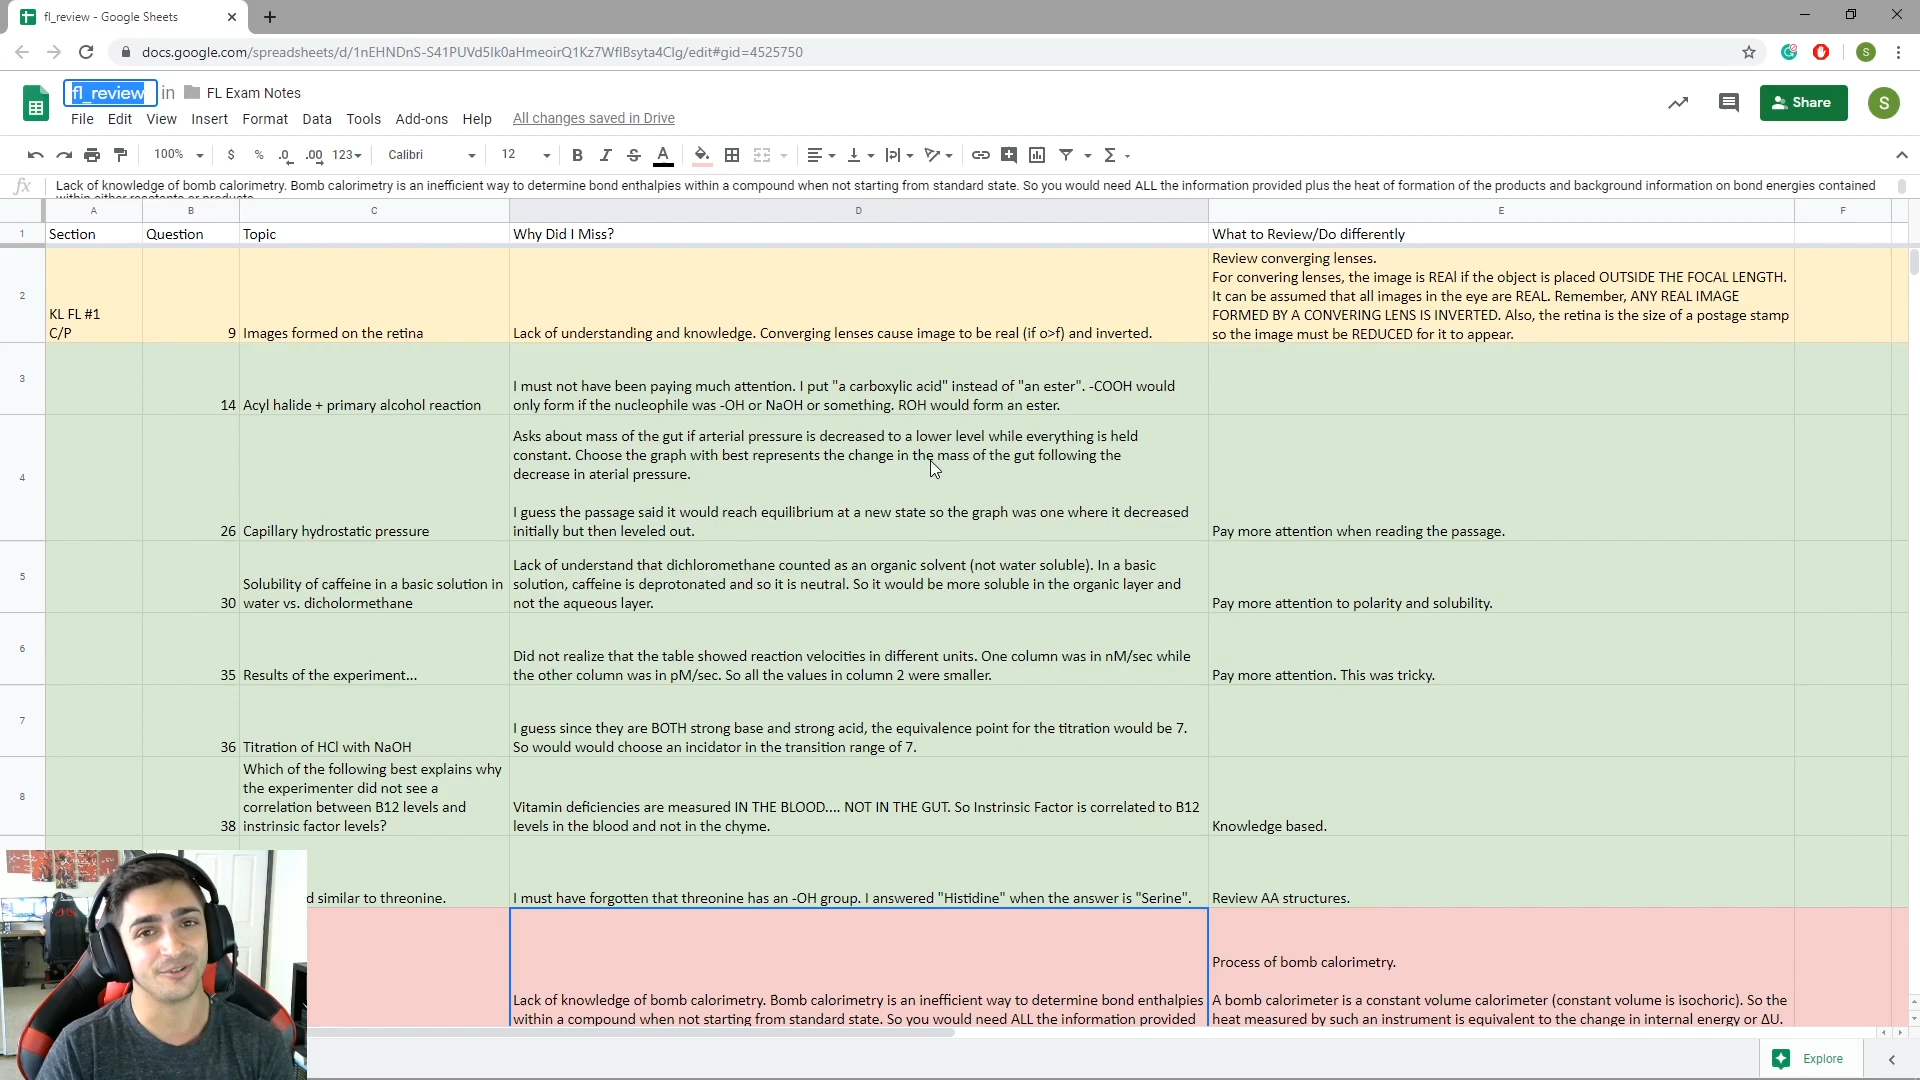 fl_review - Google Sheets
docs.google.com/spreadsheets/d/1nEHNDnS-S41PUVd5Ik0aHmeoirQ1Kz7WfIBsyta4CIg/edit#gid=4525750
fl_review in FL Exam Notes
Share
S
File Edit View Insert Format Data Tools Add-ons Help All changes saved in Drive
100% $ % .0 .00 123 Calibri 12 B I S A
fx Lack of knowledge of bomb calorimetry. Bomb calorimetry is an inefficient way to determine bond enthalpies within a compound when not starting from standard state. So you would need ALL the information provided plus the heat of formation of the products and background information on bond energies contained
within either reactants or products.
A B C D E F
1 Section Question Topic Why Did I Miss? What to Review/Do differently
2
KL FL #1
C/P
9 Images formed on the retina
Lack of understanding and knowledge. Converging lenses cause image to be real (if o>f) and inverted.
Review converging lenses.
For convering lenses, the image is REAl if the object is placed OUTSIDE THE FOCAL LENGTH.
It can be assumed that all images in the eye are REAL. Remember, ANY REAL IMAGE
FORMED BY A CONVERING LENS IS INVERTED. Also, the retina is the size of a postage stamp
so the image must be REDUCED for it to appear.
3
14 Acyl halide + primary alcohol reaction
I must not have been paying much attention. I put "a carboxylic acid" instead of "an ester". -COOH would
only form if the nucleophile was -OH or NaOH or something. ROH would form an ester.
4
26 Capillary hydrostatic pressure
Asks about mass of the gut if arterial pressure is decreased to a lower level while everything is held
constant. Choose the graph with best represents the change in the mass of the gut following the
decrease in aterial pressure.
I guess the passage said it would reach equilibrium at a new state so the graph was one where it decreased
initially but then leveled out.
Pay more attention when reading the passage.
5
Solubility of caffeine in a basic solution in
30 water vs. dicholormethane
Lack of understand that dichloromethane counted as an organic solvent (not water soluble). In a basic
solution, caffeine is deprotonated and so it is neutral. So it would be more soluble in the organic layer and
not the aqueous layer.
Pay more attention to polarity and solubility.
6
35 Results of the experiment...
Did not realize that the table showed reaction velocities in different units. One column was in nM/sec while
the other column was in pM/sec. So all the values in column 2 were smaller.
Pay more attention. This was tricky.
7
36 Titration of HCl with NaOH
I guess since they are BOTH strong base and strong acid, the equivalence point for the titration would be 7.
So would would choose an incidator in the transition range of 7.
8
Which of the following best explains why
the experimenter did not see a
correlation between B12 levels and
38 instrinsic factor levels?
Vitamin deficiencies are measured IN THE BLOOD.... NOT IN THE GUT. So Instrinsic Factor is correlated to B12
levels in the blood and not in the chyme.
Knowledge based.
d similar to threonine.
I must have forgotten that threonine has an -OH group. I answered "Histidine" when the answer is "Serine".
Review AA structures.
Lack of knowledge of bomb calorimetry. Bomb calorimetry is an inefficient way to determine bond enthalpies
within a compound when not starting from standard state. So you would need ALL the information provided
Process of bomb calorimetry.
A bomb calorimeter is a constant volume calorimeter (constant volume is isochoric). So the
heat measured by such an instrument is equivalent to the change in internal energy or ΔU.
Explore